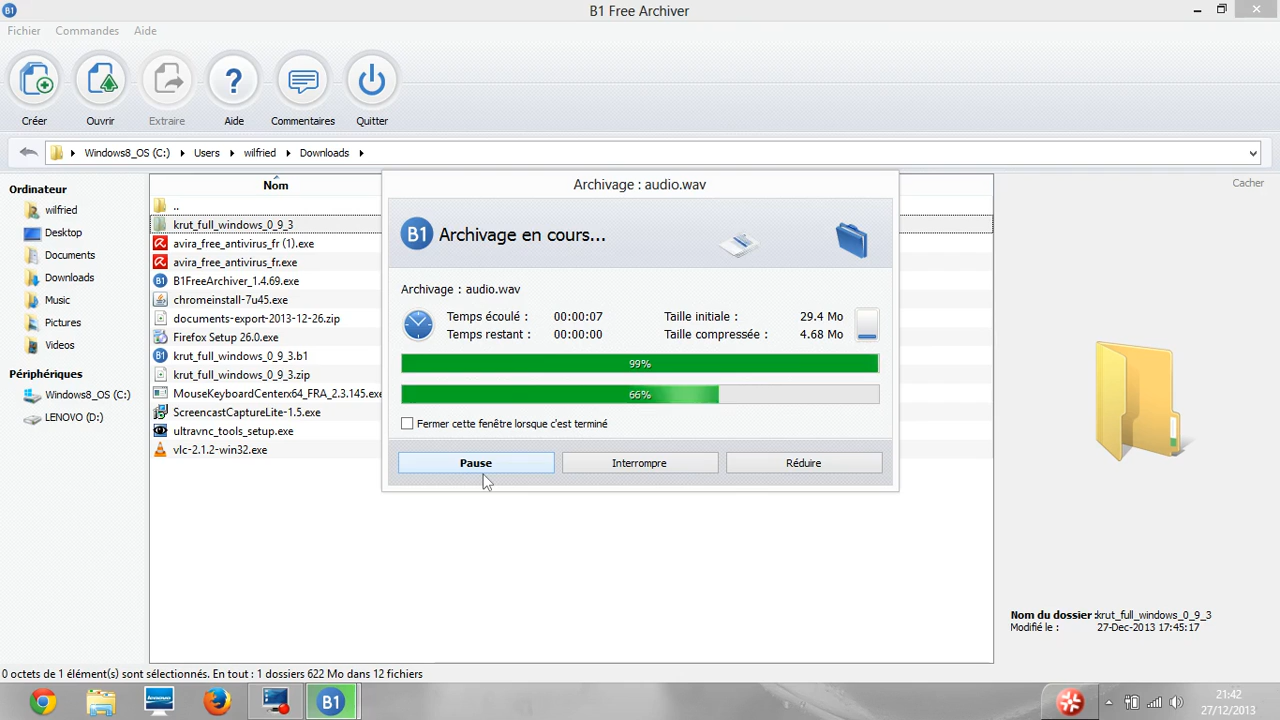 B1 B1 Free Archiver
Fichier Commandes Aide
Créer Ouvrir Extraire Aide Commentaires Quitter
Windows8_OS (C:) Users wilfried Downloads
Ordinateur
wilfried
Desktop
Documents
Downloads
Music
Pictures
Videos
Périphériques
Windows8_OS (C:)
LENOVO (D:)
Nom
..
krut_full_windows_0_9_3
avira_free_antivirus_fr (1).exe
avira_free_antivirus_fr.exe
B1FreeArchiver_1.4.69.exe
chromeinstall-7u45.exe
documents-export-2013-12-26.zip
Firefox Setup 26.0.exe
krut_full_windows_0_9_3.b1
krut_full_windows_0_9_3.zip
MouseKeyboardCenterx64_FRA_2.3.145.exe
ScreencastCaptureLite-1.5.exe
ultravnc_tools_setup.exe
vlc-2.1.2-win32.exe
Archivage : audio.wav
B1 Archivage en cours...
Archivage : audio.wav
Temps écoulé : 00:00:07 Taille initiale : 29.4 Mo
Temps restant : 00:00:00 Taille compressée : 4.68 Mo
99%
66%
Fermer cette fenêtre lorsque c'est terminé
Pause Interrompre Réduire
Cacher
Nom du dossier :krut_full_windows_0_9_3
Modifié le : 27-Dec-2013 17:45:17
0 octets de 1 élément(s) sont sélectionnés. En tout : 1 dossiers 622 Mo dans 12 fichiers
B1
21:42
27/12/2013